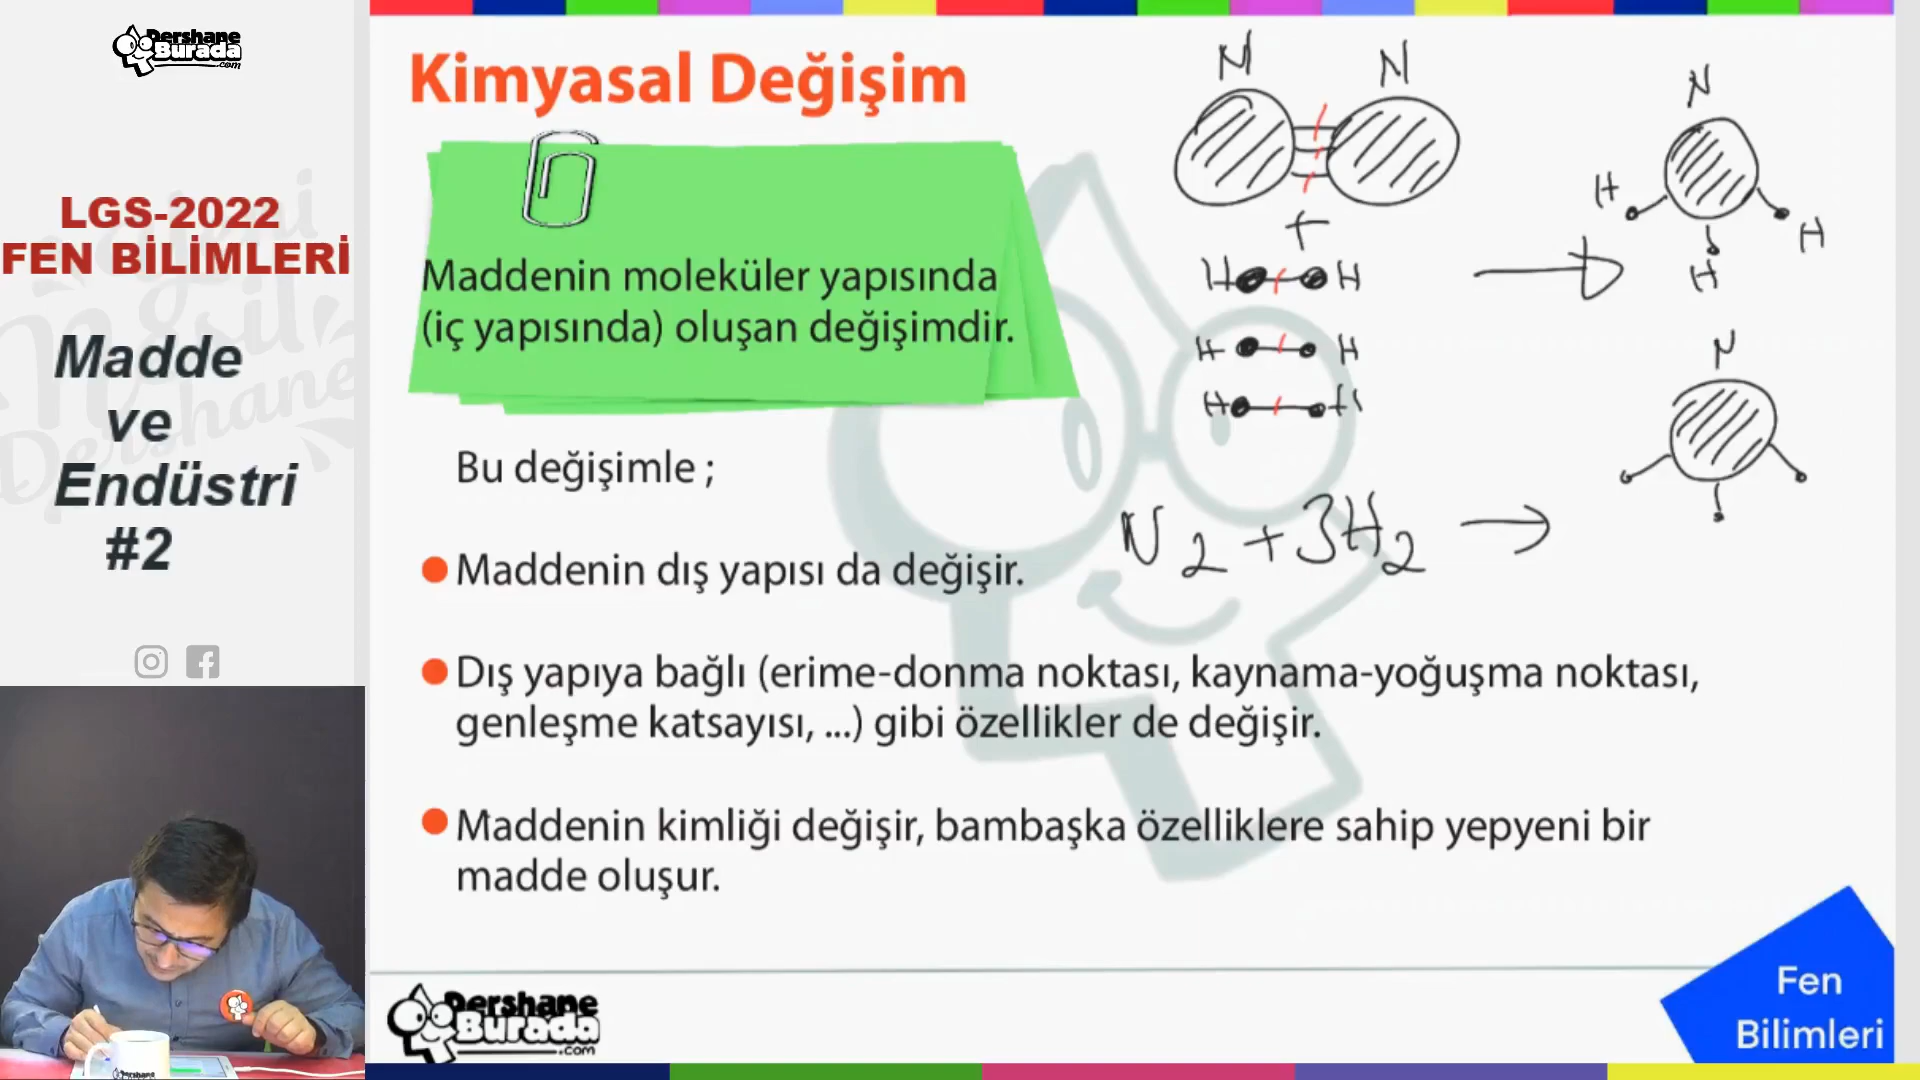 Dershane
Burada
.com
LGS-2022
FEN BİLİMLERİ
Madde
ve
Endüstri
#2
Kimyasal Değişim
Maddenin moleküler yapısında
(iç yapısında) oluşan değişimdir.
Bu değişimle ;
Maddenin dış yapısı da değişir.
Dış yapıya bağlı (erime-donma noktası, kaynama-yoğuşma noktası,
genleşme katsayısı, ...) gibi özellikler de değişir.
Maddenin kimliği değişir, bambaşka özelliklere sahip yepyeni bir
madde oluşur.
N N
+
H H
H H
H H
N
H H
H
N
N2 + 3H2 →
Dershane
Burada
.com
Fen
Bilimleri